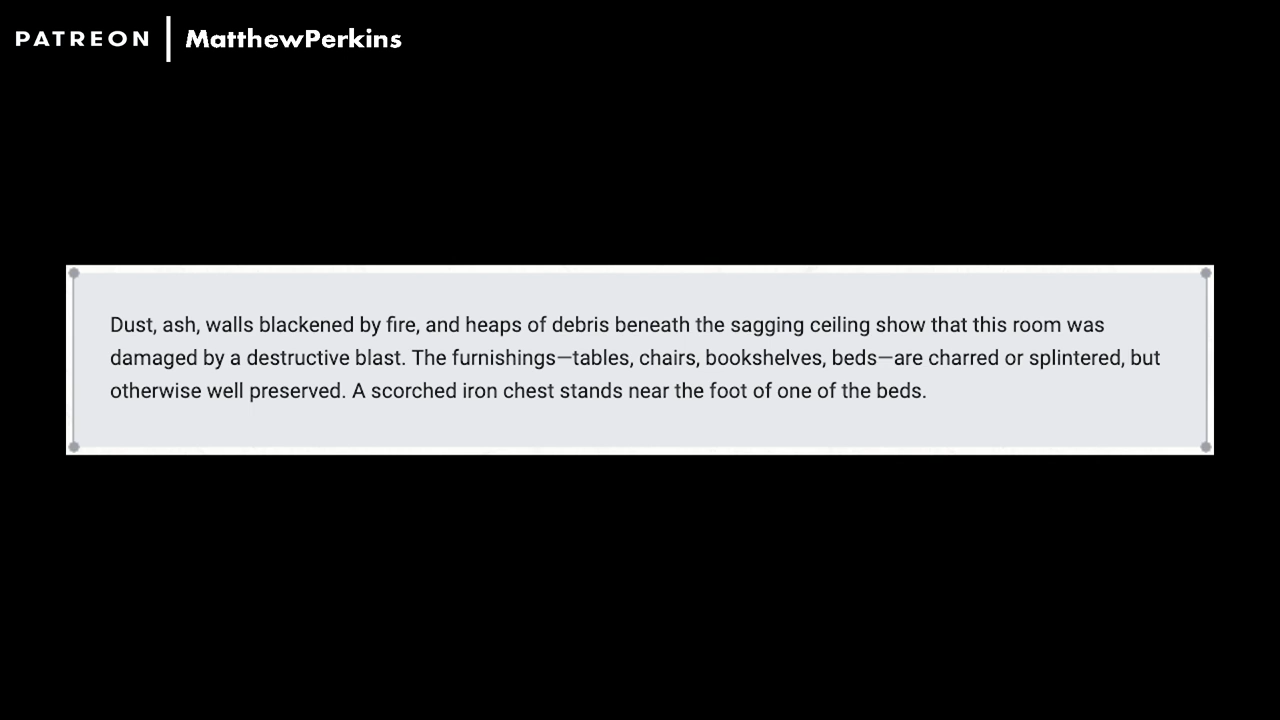 PATREON | MatthewPerkins
Dust, ash, walls blackened by fire, and heaps of debris beneath the sagging ceiling show that this room was
damaged by a destructive blast. The furnishings—tables, chairs, bookshelves, beds—are charred or splintered, but
otherwise well preserved. A scorched iron chest stands near the foot of one of the beds.